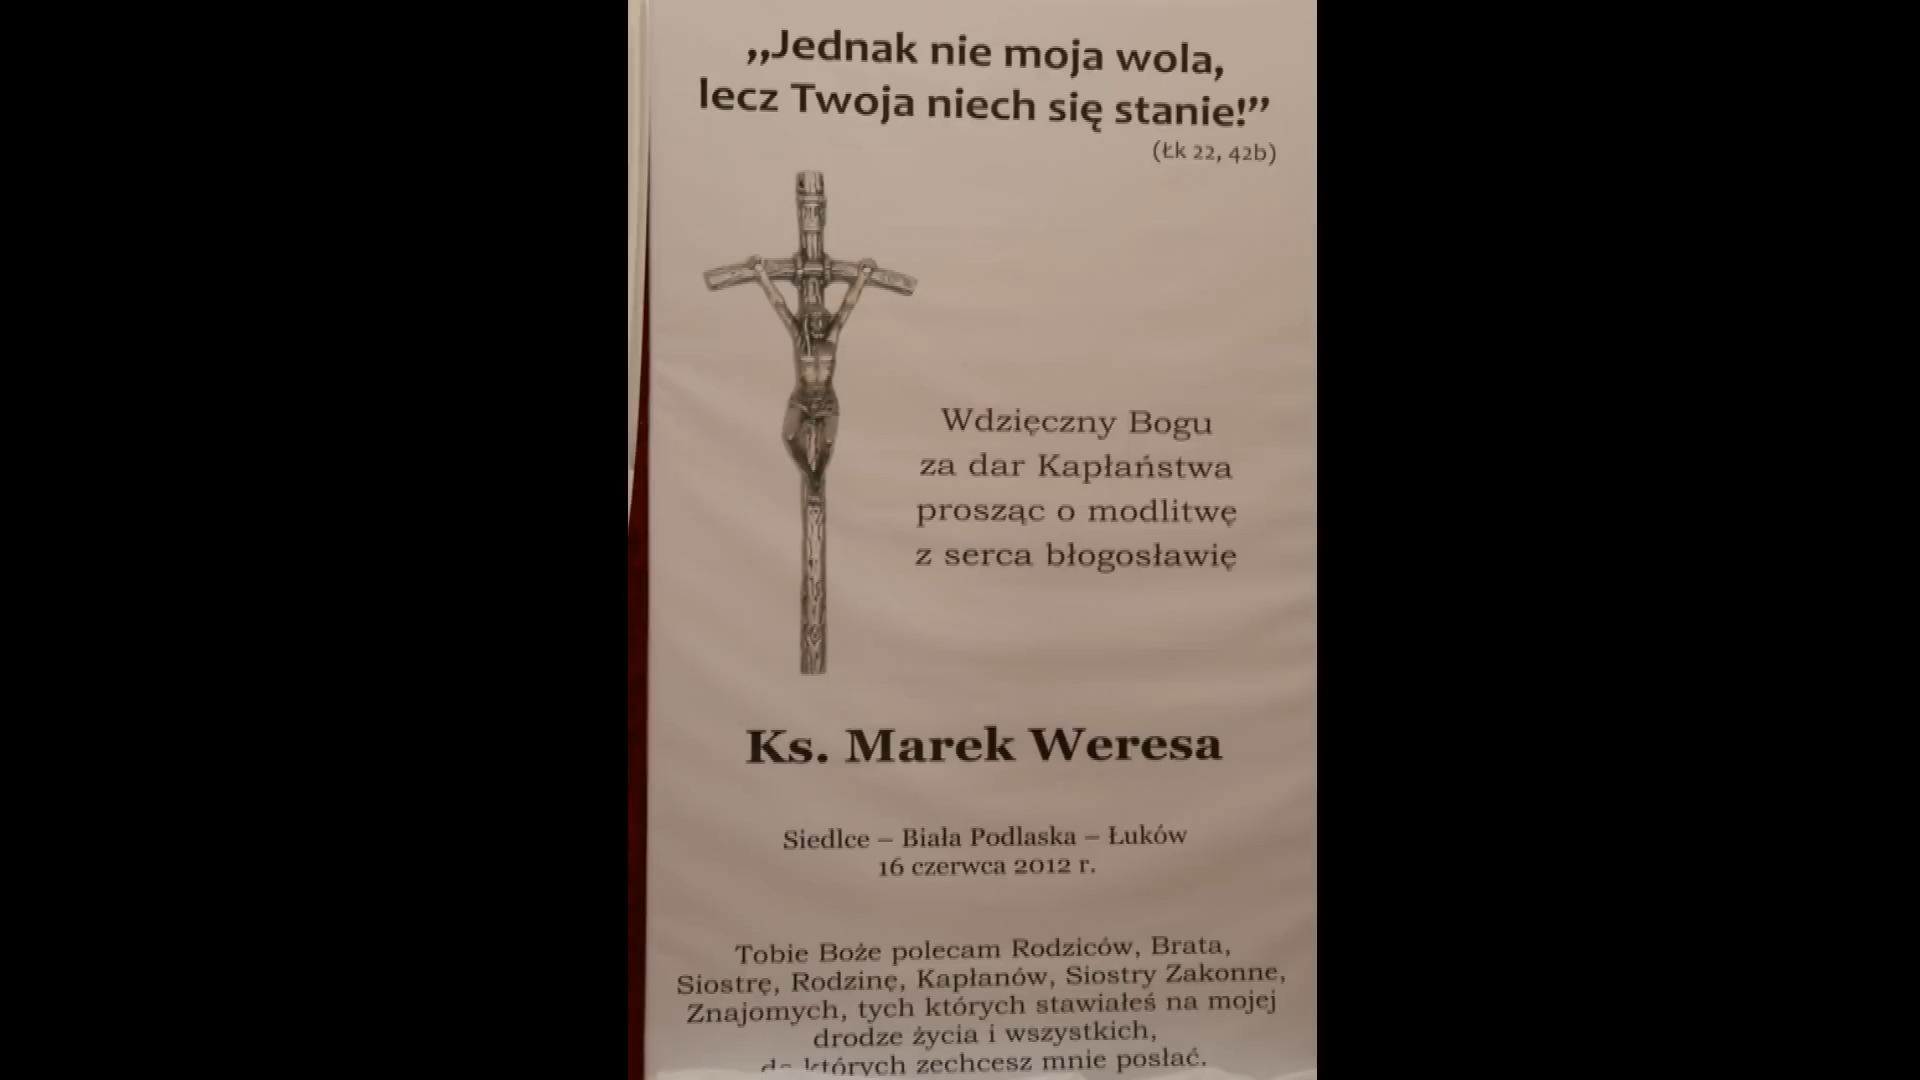 „Jednak nie moja wola,
lecz Twoja niech się stanie!”
(Łk 22, 42b)
Wdzięczny Bogu
za dar Kapłaństwa
prosząc o modlitwę
z serca błogosławię
Ks. Marek Weresa
Siedlce – Biała Podlaska – Łuków
16 czerwca 2012 r.
Tobie Boże polecam Rodziców, Brata,
Siostrę, Rodzinę, Kapłanów, Siostry Zakonne,
Znajomych, tych których stawiałeś na mojej
drodze życia i wszystkich,
do których zechcesz mnie posłać.